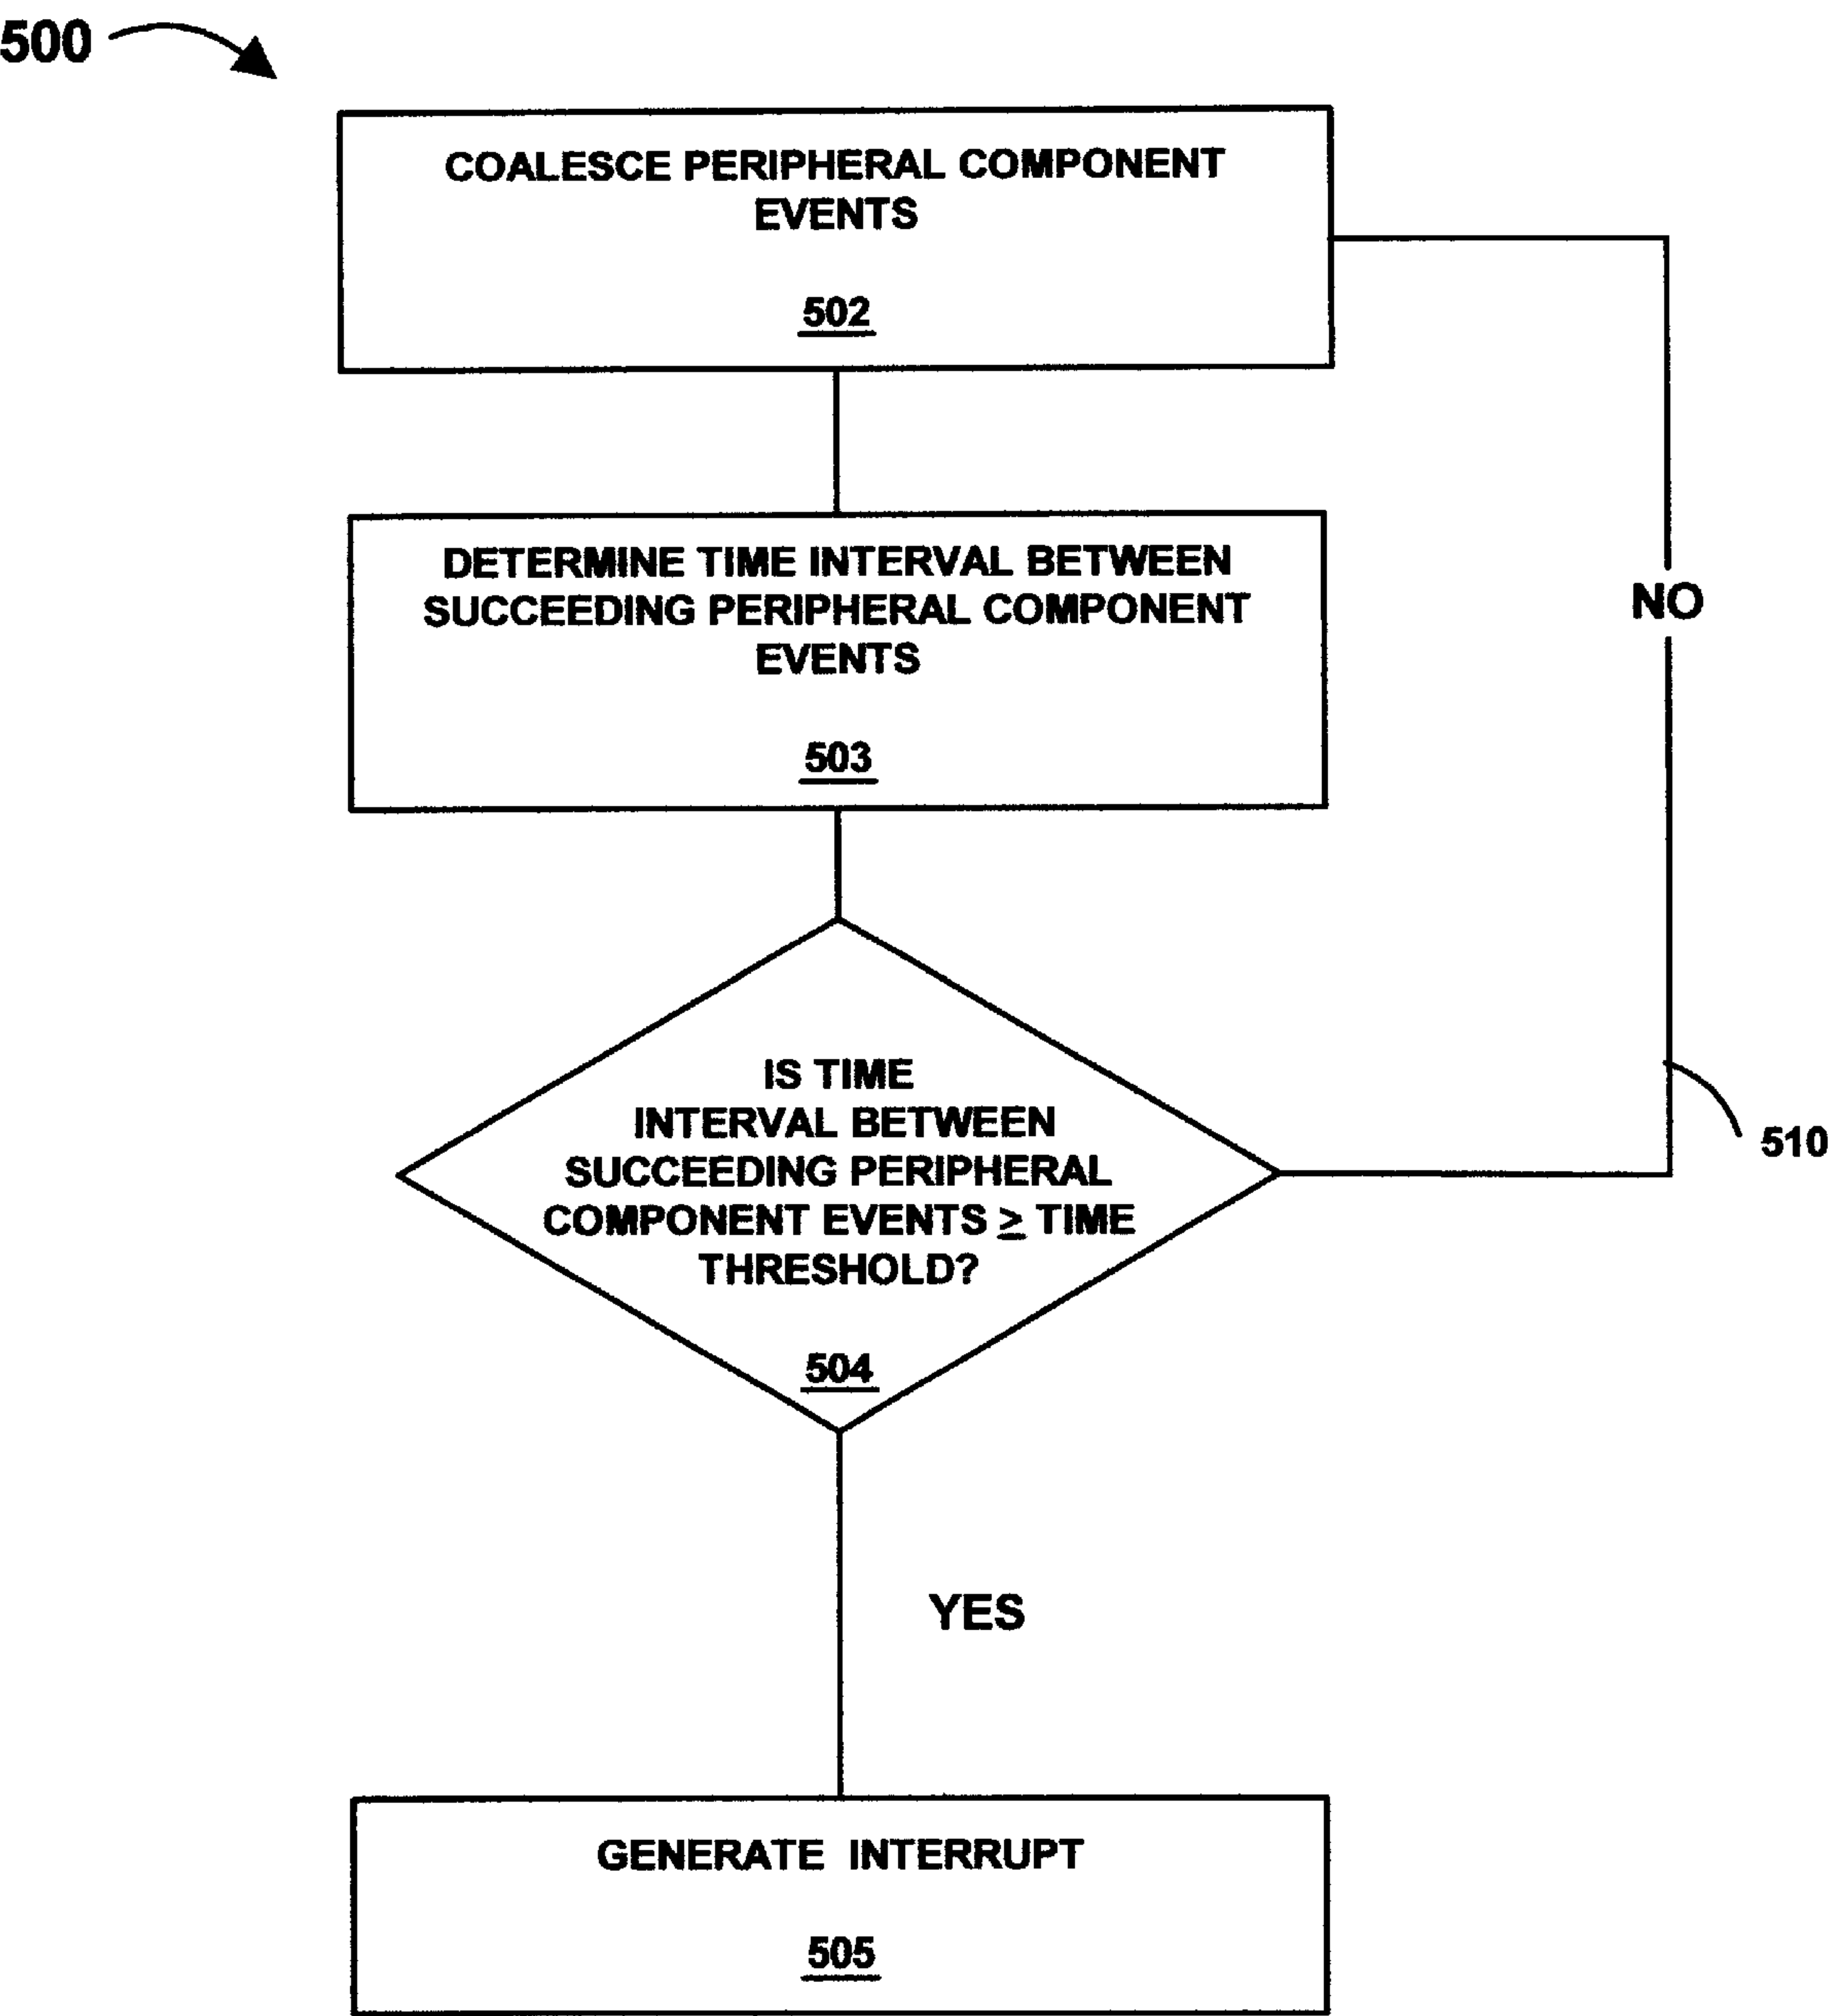 500
COALESCE PERIPHERAL COMPONENT
EVENTS
502
DETERMINE TIME INTERVAL BETWEEN
SUCCEEDING PERIPHERAL COMPONENT
EVENTS
503
NO
IS TIME
INTERVAL BETWEEN
SUCCEEDING PERIPHERAL
COMPONENT EVENTS ≥ TIME
THRESHOLD?
504
510
YES
GENERATE INTERRUPT
505